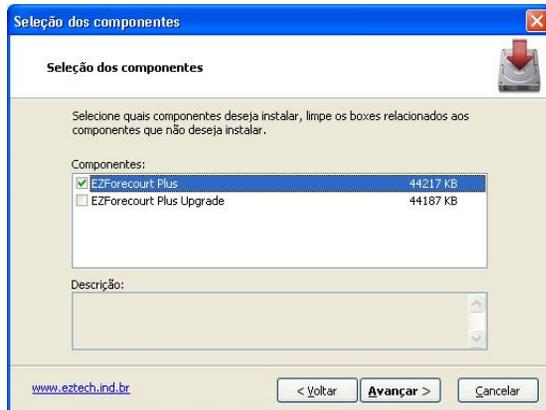 Seleção dos componentes
Seleção dos componentes
Selecione quais componentes deseja instalar, limpe os boxes relacionados aos
componentes que não deseja instalar.
Componentes:
EZForecourt Plus 44217 KB
EZForecourt Plus Upgrade 44187 KB
Descrição:
www.eztech.ind.br
< Voltar
Avançar >
Cancelar